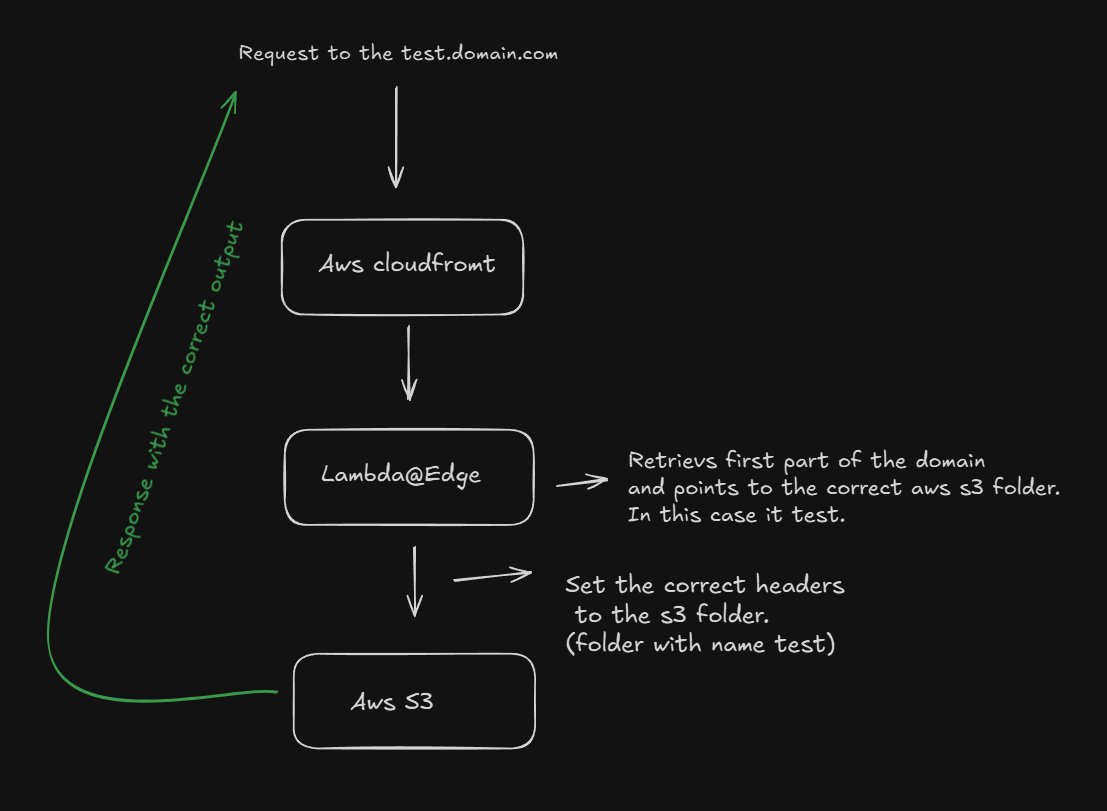 Request to the test.domain.com
Aws cloudfromt
Response with the correct output
Lambda@Edge
Retrievs first part of the domain
and points to the correct aws s3 folder.
In this case it test.
Set the correct headers
to the s3 folder.
(folder with name test)
Aws S3